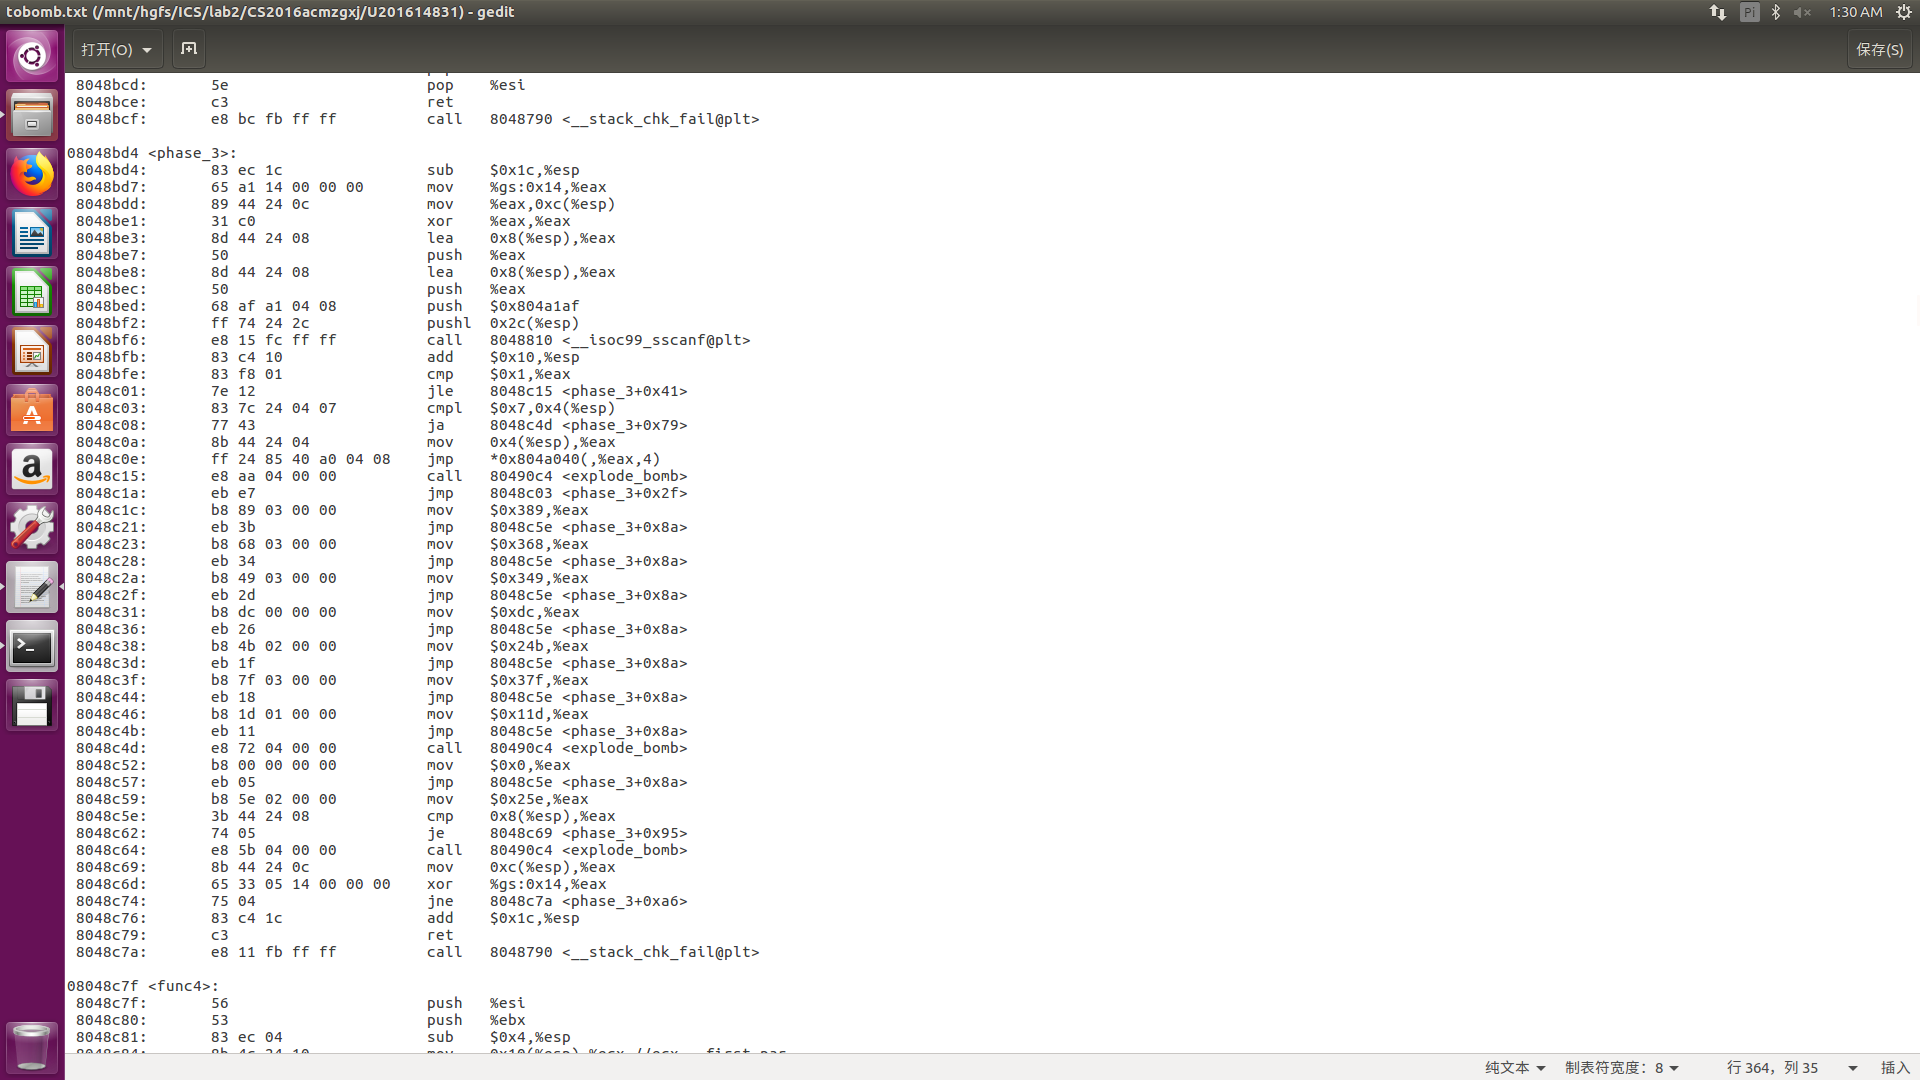 tobomb.txt (/mnt/hgfs/ICS/lab2/CS2016acmzgxj/U201614831) - gedit
Pi
1:30 AM
打开(O)
保存(S)
8048bcd: 5e pop %esi
8048bce: c3 ret
8048bcf: e8 bc fb ff ff call 8048790 <__stack_chk_fail@plt>
08048bd4 <phase_3>:
8048bd4: 83 ec 1c sub $0x1c,%esp
8048bd7: 65 a1 14 00 00 00 mov %gs:0x14,%eax
8048bdd: 89 44 24 0c mov %eax,0xc(%esp)
8048be1: 31 c0 xor %eax,%eax
8048be3: 8d 44 24 08 lea 0x8(%esp),%eax
8048be7: 50 push %eax
8048be8: 8d 44 24 08 lea 0x8(%esp),%eax
8048bec: 50 push %eax
8048bed: 68 af a1 04 08 push $0x804a1af
8048bf2: ff 74 24 2c pushl 0x2c(%esp)
8048bf6: e8 15 fc ff ff call 8048810 <__isoc99_sscanf@plt>
8048bfb: 83 c4 10 add $0x10,%esp
8048bfe: 83 f8 01 cmp $0x1,%eax
8048c01: 7e 12 jle 8048c15 <phase_3+0x41>
8048c03: 83 7c 24 04 07 cmpl $0x7,0x4(%esp)
8048c08: 77 43 ja 8048c4d <phase_3+0x79>
8048c0a: 8b 44 24 04 mov 0x4(%esp),%eax
8048c0e: ff 24 85 40 a0 04 08 jmp *0x804a040(,%eax,4)
8048c15: e8 aa 04 00 00 call 80490c4 <explode_bomb>
8048c1a: eb e7 jmp 8048c03 <phase_3+0x2f>
8048c1c: b8 89 03 00 00 mov $0x389,%eax
8048c21: eb 3b jmp 8048c5e <phase_3+0x8a>
8048c23: b8 68 03 00 00 mov $0x368,%eax
8048c28: eb 34 jmp 8048c5e <phase_3+0x8a>
8048c2a: b8 49 03 00 00 mov $0x349,%eax
8048c2f: eb 2d jmp 8048c5e <phase_3+0x8a>
8048c31: b8 dc 00 00 00 mov $0xdc,%eax
8048c36: eb 26 jmp 8048c5e <phase_3+0x8a>
8048c38: b8 4b 02 00 00 mov $0x24b,%eax
8048c3d: eb 1f jmp 8048c5e <phase_3+0x8a>
8048c3f: b8 7f 03 00 00 mov $0x37f,%eax
8048c44: eb 18 jmp 8048c5e <phase_3+0x8a>
8048c46: b8 1d 01 00 00 mov $0x11d,%eax
8048c4b: eb 11 jmp 8048c5e <phase_3+0x8a>
8048c4d: e8 72 04 00 00 call 80490c4 <explode_bomb>
8048c52: b8 00 00 00 00 mov $0x0,%eax
8048c57: eb 05 jmp 8048c5e <phase_3+0x8a>
8048c59: b8 5e 02 00 00 mov $0x25e,%eax
8048c5e: 3b 44 24 08 cmp 0x8(%esp),%eax
8048c62: 74 05 je 8048c69 <phase_3+0x95>
8048c64: e8 5b 04 00 00 call 80490c4 <explode_bomb>
8048c69: 8b 44 24 0c mov 0xc(%esp),%eax
8048c6d: 65 33 05 14 00 00 00 xor %gs:0x14,%eax
8048c74: 75 04 jne 8048c7a <phase_3+0xa6>
8048c76: 83 c4 1c add $0x1c,%esp
8048c79: c3 ret
8048c7a: e8 11 fb ff ff call 8048790 <__stack_chk_fail@plt>
08048c7f <func4>:
8048c7f: 56 push %esi
8048c80: 53 push %ebx
8048c81: 83 ec 04 sub $0x4,%esp
纯文本 制表符宽度：8 行 364，列 35 插入